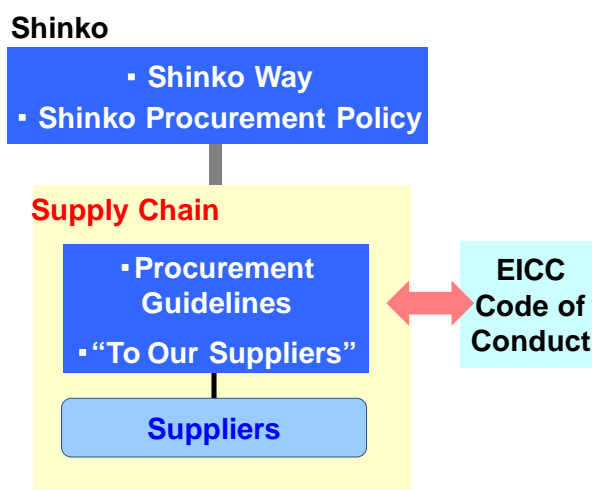 Shinko
▪ Shinko Way
▪ Shinko Procurement Policy
Supply Chain
▪Procurement
Guidelines
▪“To Our Suppliers”
Suppliers
EICC
Code of
Conduct